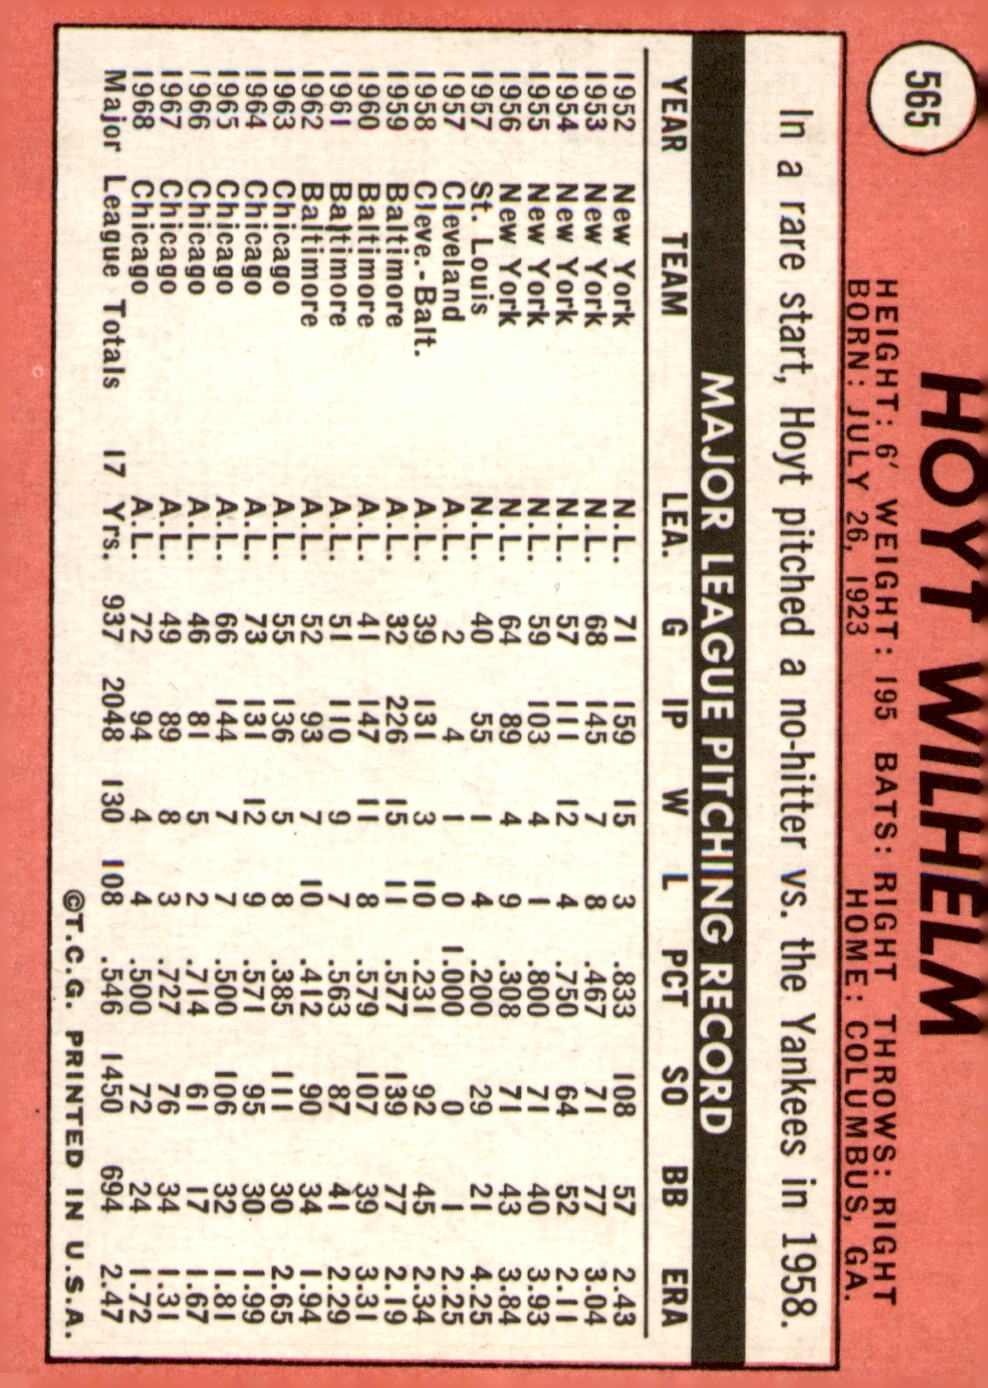 565
HOYT WILHELM
HEIGHT: 6' WEIGHT: 195 BATS: RIGHT THROWS: RIGHT
BORN: JULY 26, 1923 HOME: COLUMBUS, GA.
In a rare start, Hoyt pitched a no-hitter vs. the Yankees in 1958.
MAJOR LEAGUE PITCHING RECORD
YEAR TEAM LEA. G IP W L PCT SO BB ERA
1952 New York N.L. 71 159 15 3 .833 108 57 2.43
1953 New York N.L. 68 145 7 8 .467 71 77 3.04
1954 New York N.L. 57 111 12 4 .750 64 52 2.11
1955 New York N.L. 59 103 4 1 .800 71 40 3.93
1956 New York N.L. 64 89 4 9 .308 71 43 3.84
1957 St. Louis N.L. 40 55 1 4 .200 29 21 4.25
1957 Cleveland A.L. 2 4 1 0 1.000 0 1 2.25
1958 Cleve.-Balt. A.L. 39 131 3 10 .231 92 45 2.34
1959 Baltimore A.L. 32 226 15 11 .577 139 77 2.19
1960 Baltimore A.L. 41 147 11 8 .579 107 39 3.31
1961 Baltimore A.L. 51 110 9 7 .563 87 41 2.29
1962 Baltimore A.L. 52 93 7 10 .412 90 34 1.94
1963 Chicago A.L. 55 136 5 8 .385 111 30 2.65
1964 Chicago A.L. 73 131 12 9 .571 95 30 1.99
1965 Chicago A.L. 66 144 7 7 .500 106 32 1.81
1966 Chicago A.L. 46 81 5 2 .714 61 17 1.67
1967 Chicago A.L. 49 89 8 3 .727 76 34 1.31
1968 Chicago A.L. 72 94 4 4 .500 72 24 1.72
Major League Totals 17 Yrs. 937 2048 130 108 .546 1450 694 2.47
©T.C.G. PRINTED IN U.S.A.